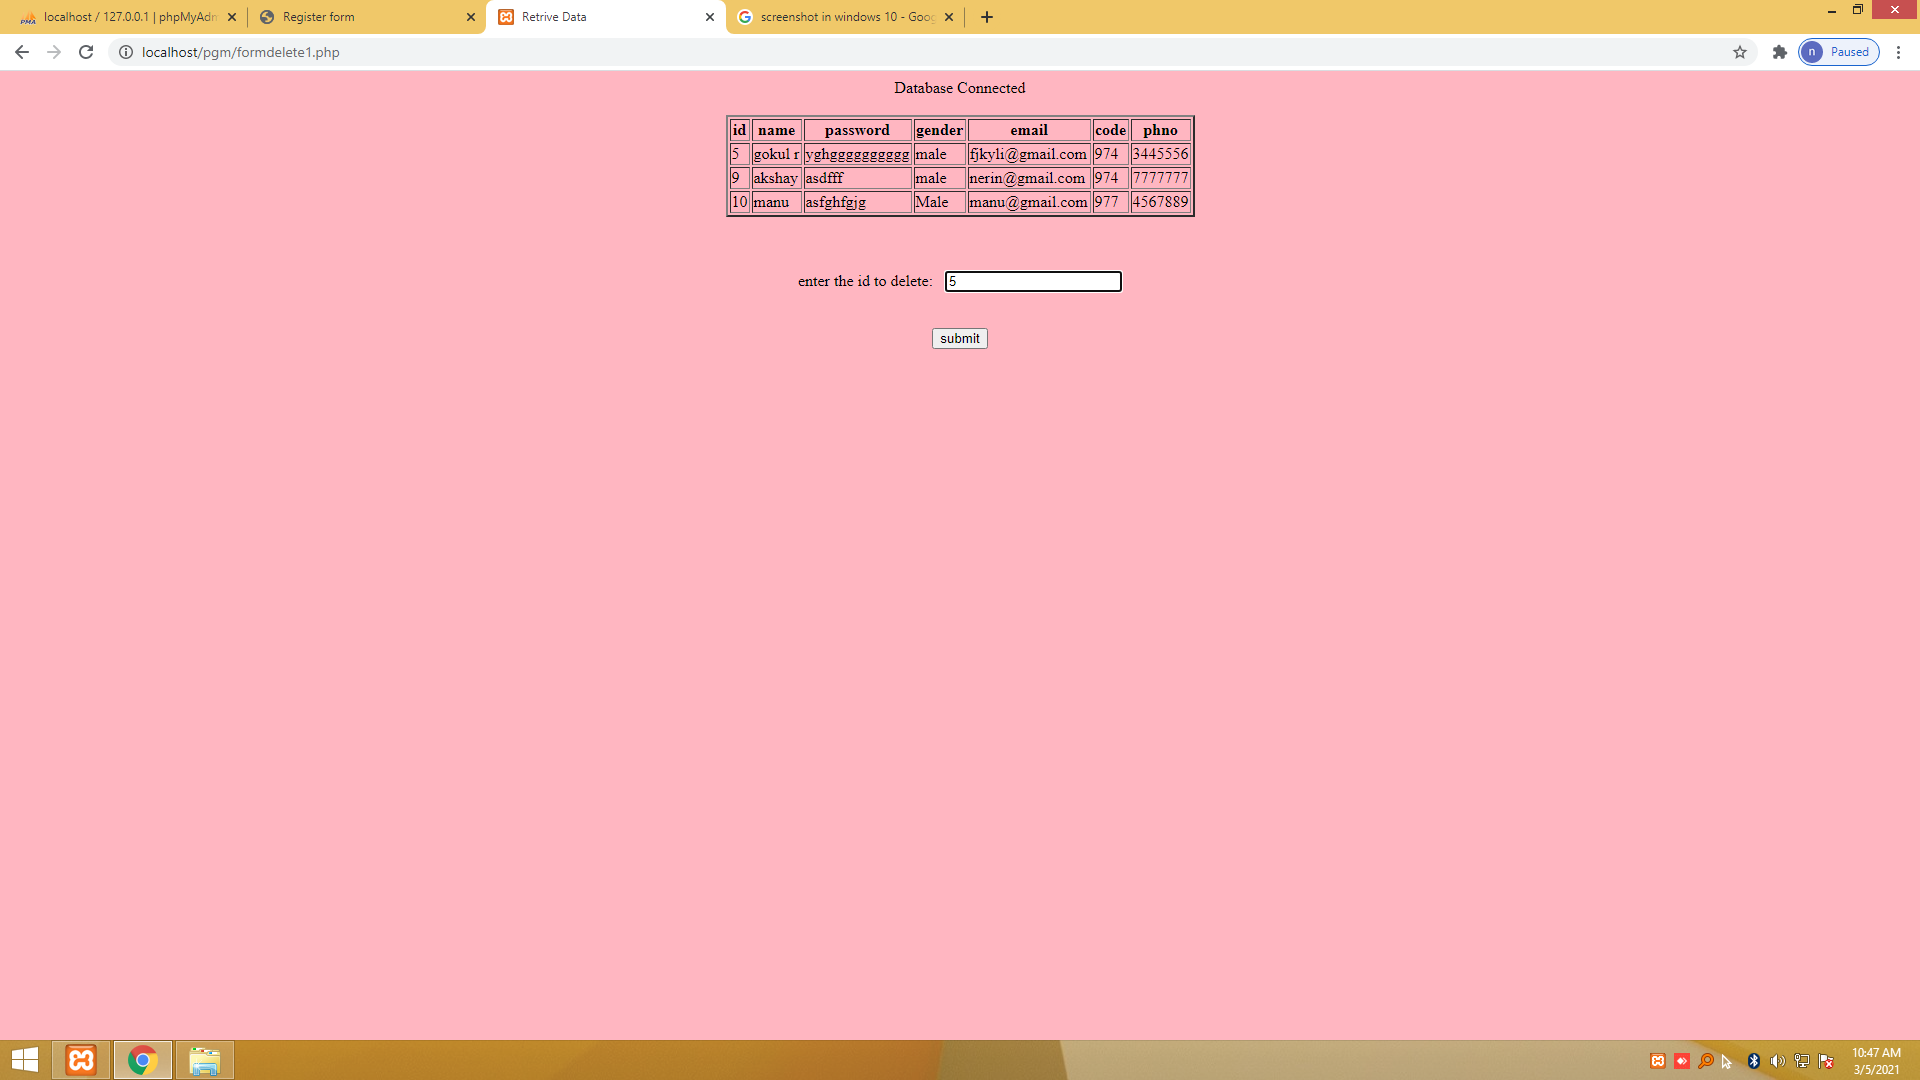 localhost / 127.0.0.1 | phpMyAdm
Register form
Retrive Data
screenshot in windows 10 - Goog
localhost/pgm/formdelete1.php
n Paused
Database Connected
id name password gender email code phno
5 gokul r yghgggggggggg male fjkyli@gmail.com 974 3445556
9 akshay asdfff male nerin@gmail.com 974 7777777
10 manu asfghfgjg Male manu@gmail.com 977 4567889
enter the id to delete: 5
submit
10:47 AM
3/5/2021